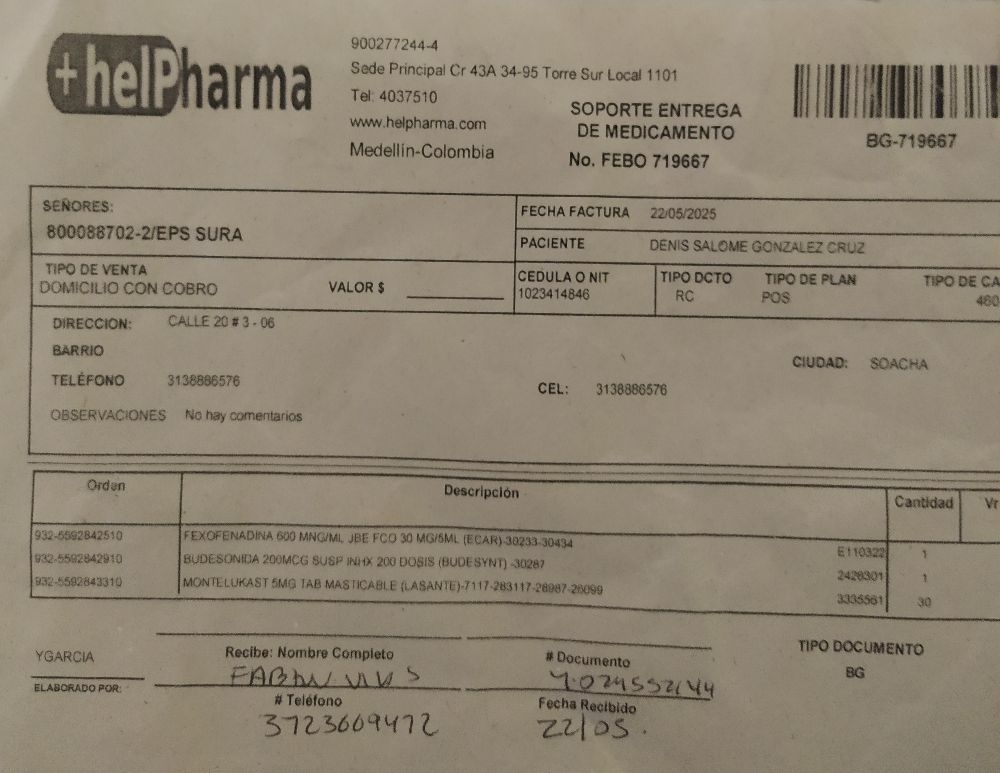 +helPharma
900277244-4
Sede Principal Cr 43A 34-95 Torre Sur Local 1101
Tel: 4037510
www.helpharma.com
Medellín-Colombia
SOPORTE ENTREGA
DE MEDICAMENTO
No. FEBO 719667
BG-719667
SEÑORES:
800088702-2/EPS SURA
FECHA FACTURA 22/05/2025
PACIENTE DENIS SALOME GONZALEZ CRUZ
TIPO DE VENTA
DOMICILIO CON COBRO VALOR $
CEDULA O NIT TIPO DCTO TIPO DE PLAN TIPO DE CA
1023414846 RC POS 460
DIRECCION: CALLE 20 # 3 - 06
BARRIO
CIUDAD: SOACHA
TELÉFONO 3138886576 CEL: 3138886576
OBSERVACIONES No hay comentarios
Orden Descripción Cantidad Vr
932-5592842510 FEXOFENADINA 600 MNG/ML JBE FCO 30 MG/5ML (ECAR)-30233-30434 E110322 1
932-5592842910 BUDESONIDA 200MCG SUSP INHX 200 DOSIS (BUDESYNT) -30287 2426301 1
932-5592843310 MONTELUKAST 5MG TAB MASTICABLE (LASANTE)-7117-283117-28987-26099 3335561 30
YGARCIA
ELABORADO POR:
Recibe: Nombre Completo
# Documento
# Teléfono
3723609472
Fecha Recibido
22/05.
TIPO DOCUMENTO
BG